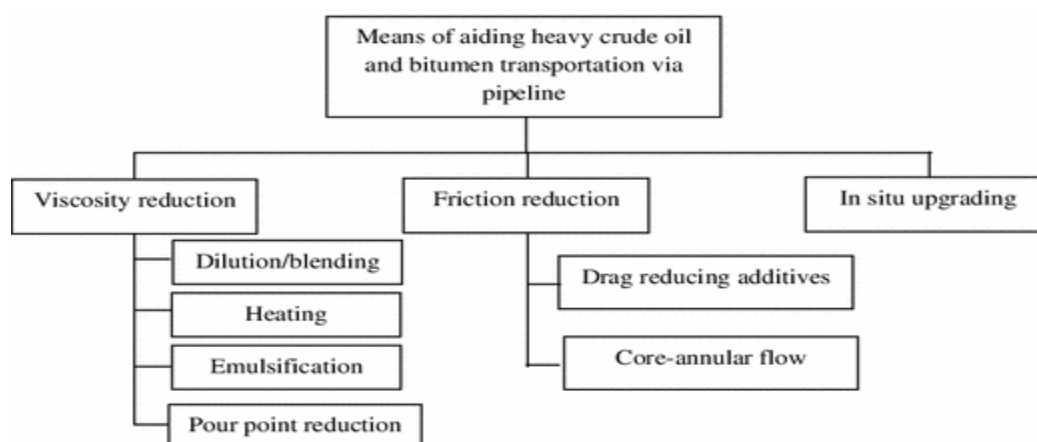 Means of aiding heavy crude oil
and bitumen transportation via
pipeline
Viscosity reduction
Friction reduction
In situ upgrading
Dilution/blending
Heating
Emulsification
Pour point reduction
Drag reducing additives
Core-annular flow